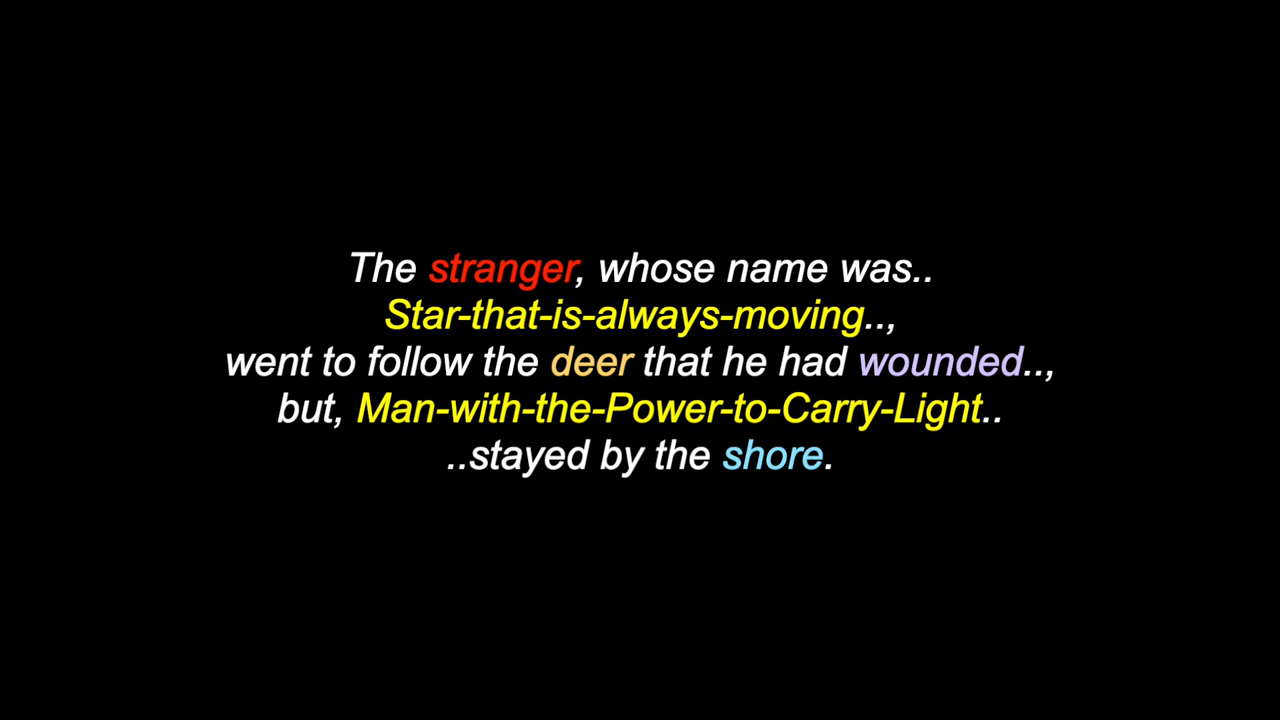 The stranger, whose name was..
Star-that-is-always-moving..,
went to follow the deer that he had wounded..,
but, Man-with-the-Power-to-Carry-Light..
..stayed by the shore.